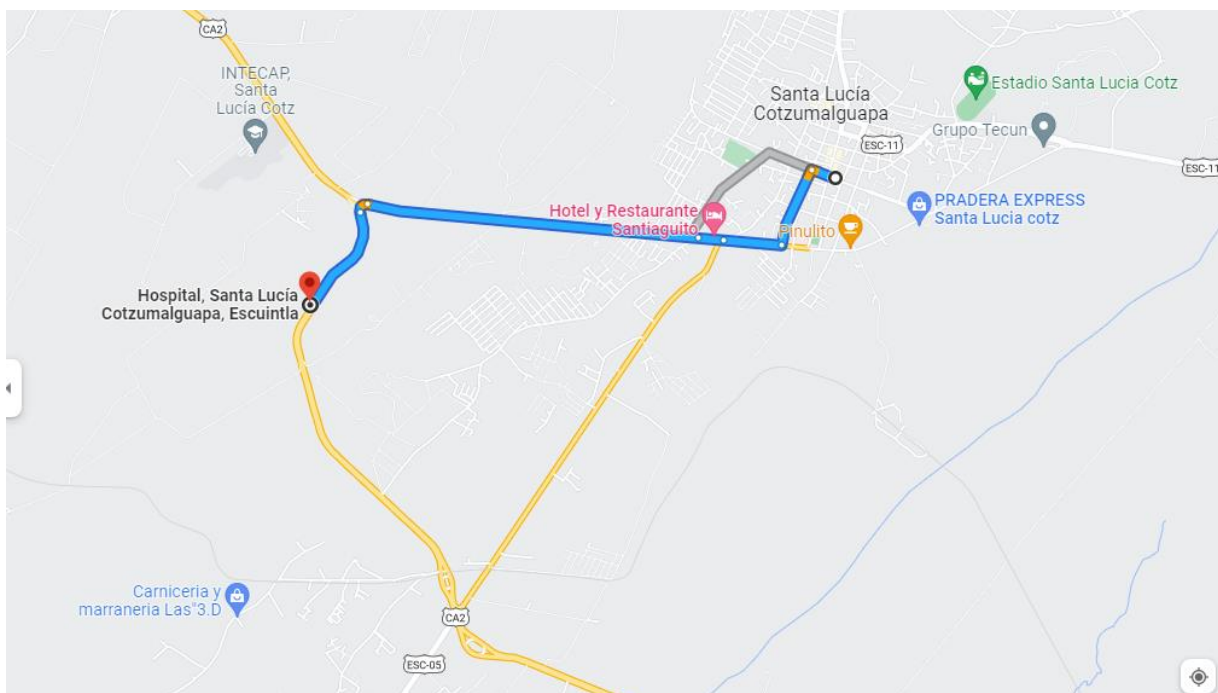 CA2
INTECAP,
Santa
Lucía Cotz
Santa Lucía
Cotzumalguapa
Estadio Santa Lucia Cotz
Grupo Tecun
ESC-11
ESC-11
PRADERA EXPRESS
Santa Lucia cotz
Hotel y Restaurante
Santiaguito
Pinulito
Hospital, Santa Lucía
Cotzumalguapa, Escuintla
Carniceria y
marraneria Las"3.D
CA2
ESC-05